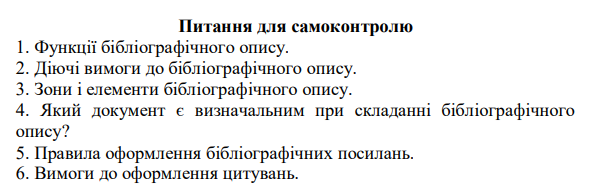 Питання для самоконтролю
1. Функції бібліографічного опису.
2. Діючі вимоги до бібліографічного опису.
3. Зони і елементи бібліографічного опису.
4. Який документ є визначальним при складанні бібліографічного
опису?
5. Правила оформлення бібліографічних посилань.
6. Вимоги до оформлення цитувань.